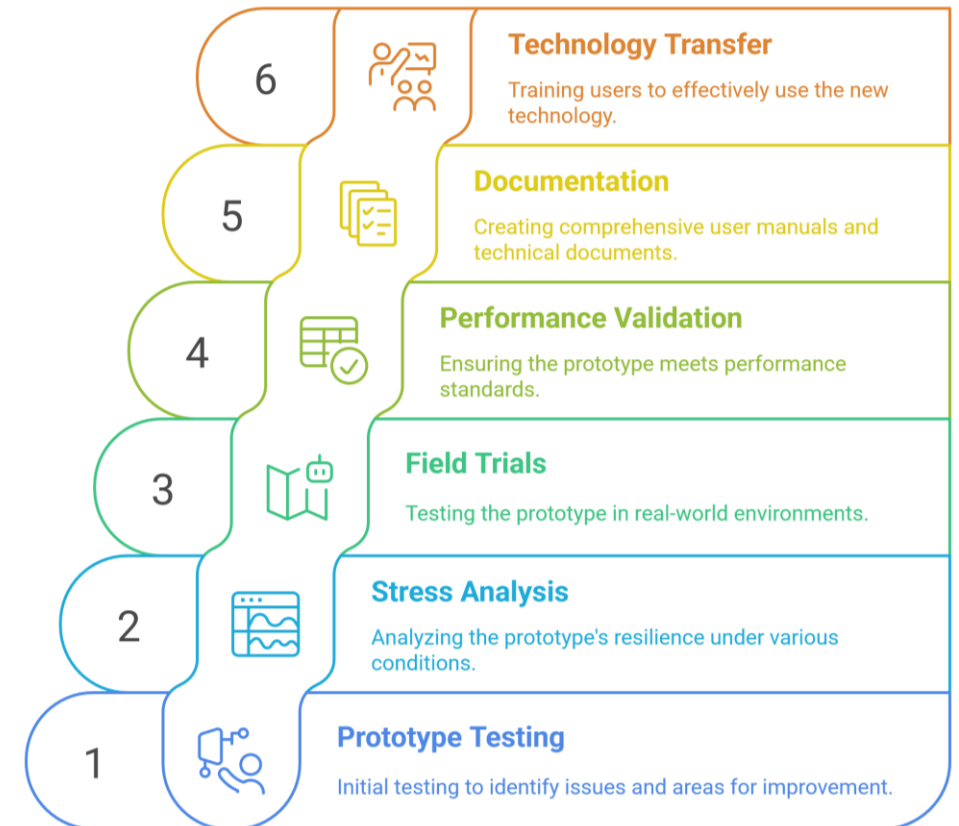 6
Technology Transfer
Training users to effectively use the new
technology.
5
Documentation
Creating comprehensive user manuals and
technical documents.
4
Performance Validation
Ensuring the prototype meets performance
standards.
3
Field Trials
Testing the prototype in real-world environments.
2
Stress Analysis
Analyzing the prototype's resilience under various
conditions.
1
Prototype Testing
Initial testing to identify issues and areas for improvement.